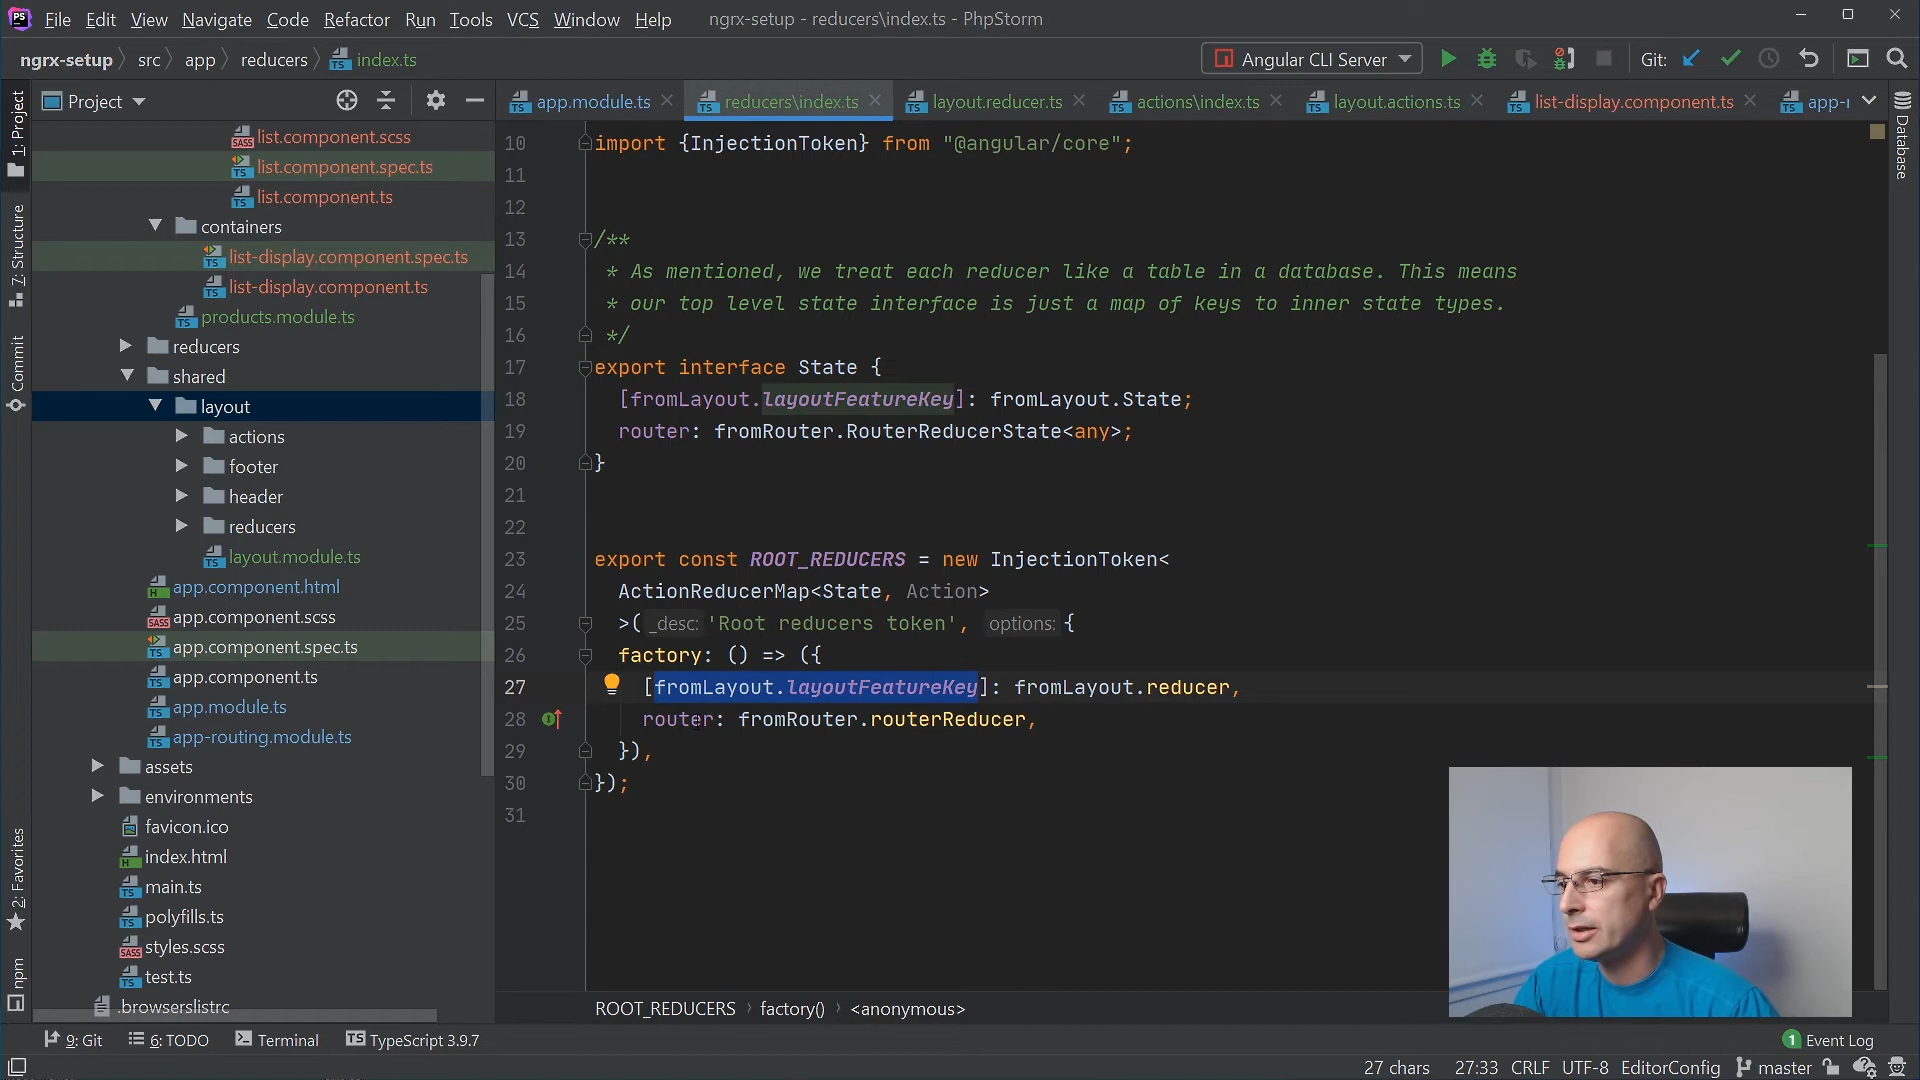 PS File Edit View Navigate Code Refactor Run Tools VCS Window Help ngrx-setup - reducers\index.ts - PhpStorm
ngrx-setup src app reducers index.ts Angular CLI Server Git:
Project
app.module.ts reducers\index.ts layout.reducer.ts actions\index.ts layout.actions.ts list-display.component.ts app-r
1: Project
7: Structure
Commit
2: Favorites
npm
Database
list.component.scss
list.component.spec.ts
list.component.ts
containers
list-display.component.spec.ts
list-display.component.ts
products.module.ts
reducers
shared
layout
actions
footer
header
reducers
layout.module.ts
app.component.html
app.component.scss
app.component.spec.ts
app.component.ts
app.module.ts
app-routing.module.ts
assets
environments
favicon.ico
index.html
main.ts
polyfills.ts
styles.scss
test.ts
.browserslistrc
10 import {InjectionToken} from "@angular/core";
11
12
13 /**
14 * As mentioned, we treat each reducer like a table in a database. This means
15 * our top level state interface is just a map of keys to inner state types.
16 */
17 export interface State {
18 [fromLayout.layoutFeatureKey]: fromLayout.State;
19 router: fromRouter.RouterReducerState<any>;
20 }
21
22
23 export const ROOT_REDUCERS = new InjectionToken<
24 ActionReducerMap<State, Action>
25 >( _desc: 'Root reducers token', options: {
26 factory: () => ({
27 [fromLayout.layoutFeatureKey]: fromLayout.reducer,
28 router: fromRouter.routerReducer,
29 }),
30 });
31
ROOT_REDUCERS factory() <anonymous>
9: Git 6: TODO Terminal TypeScript 3.9.7 1 Event Log
27 chars 27:33 CRLF UTF-8 EditorConfig master